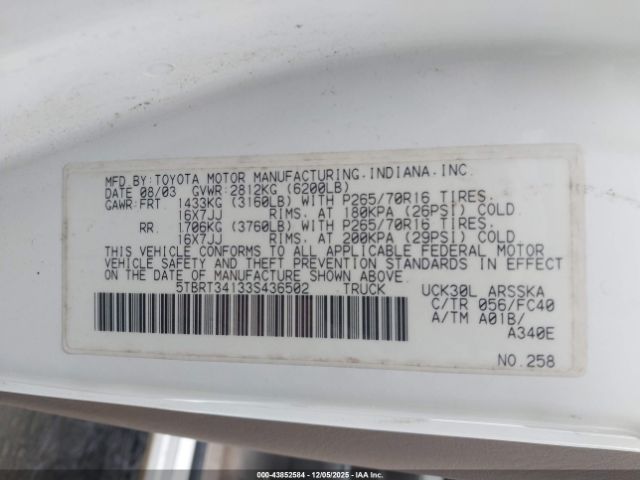 MFD.BY:TOYOTA MOTOR MANUFACTURING.INDIANA.INC.
DATE 08/03 GVWR:2812KG (6200LB)
GAWR:FRT 1433KG (3160LB) WITH P265/70R16 TIRES.
16X7JJ RIMS. AT 180KPA (26PSI) COLD.
RR. 1706KG (3760LB) WITH P265/70R16 TIRES.
16X7JJ RIMS. AT 200KPA (29PSI) COLD.
THIS VEHICLE CONFORMS TO ALL APPLICABLE FEDERAL MOTOR
VEHICLE SAFETY AND THEFT PREVENTION STANDARDS IN EFFECT
ON THE DATE OF MANUFACTURE SHOWN ABOVE.
5TBRT34133S436502 TRUCK UCK30L ARSSKA
C/TR 056/FC40
A/TM A01B/
A340E
NO.258
000-43852584 | 12/05/2025 | IAA Inc.